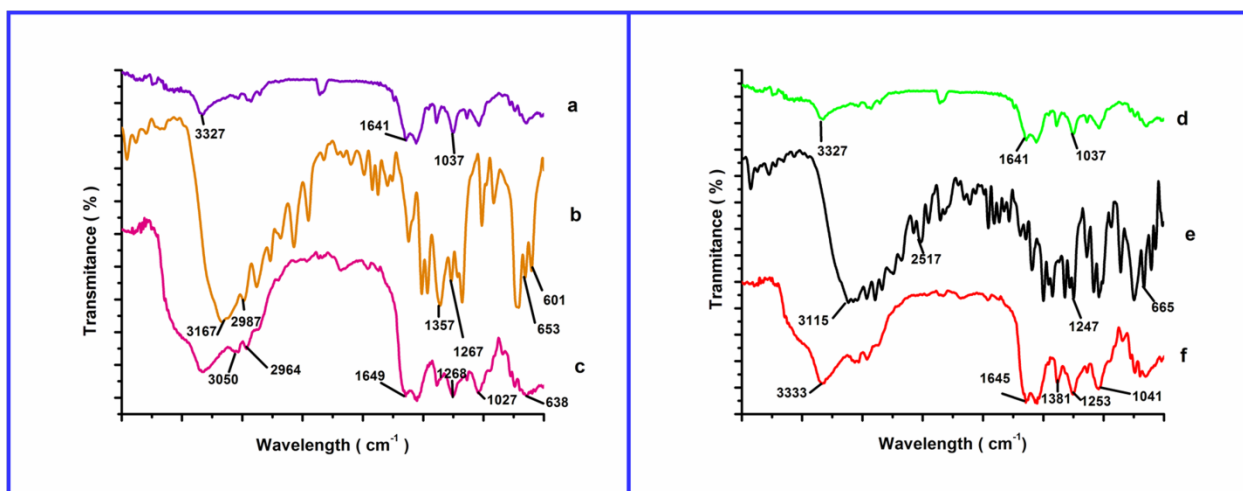 Transmitance ( % )
a
3327
1641
1037
b
3167
2987
1357
1267
653
601
c
3050
2964
1649
1268
1027
638
Wavelength ( cm-1 )
Tranmitance ( % )
d
3327
1641
1037
e
3115
2517
1247
665
f
3333
1645
1381
1253
1041
Wavelength ( cm-1 )